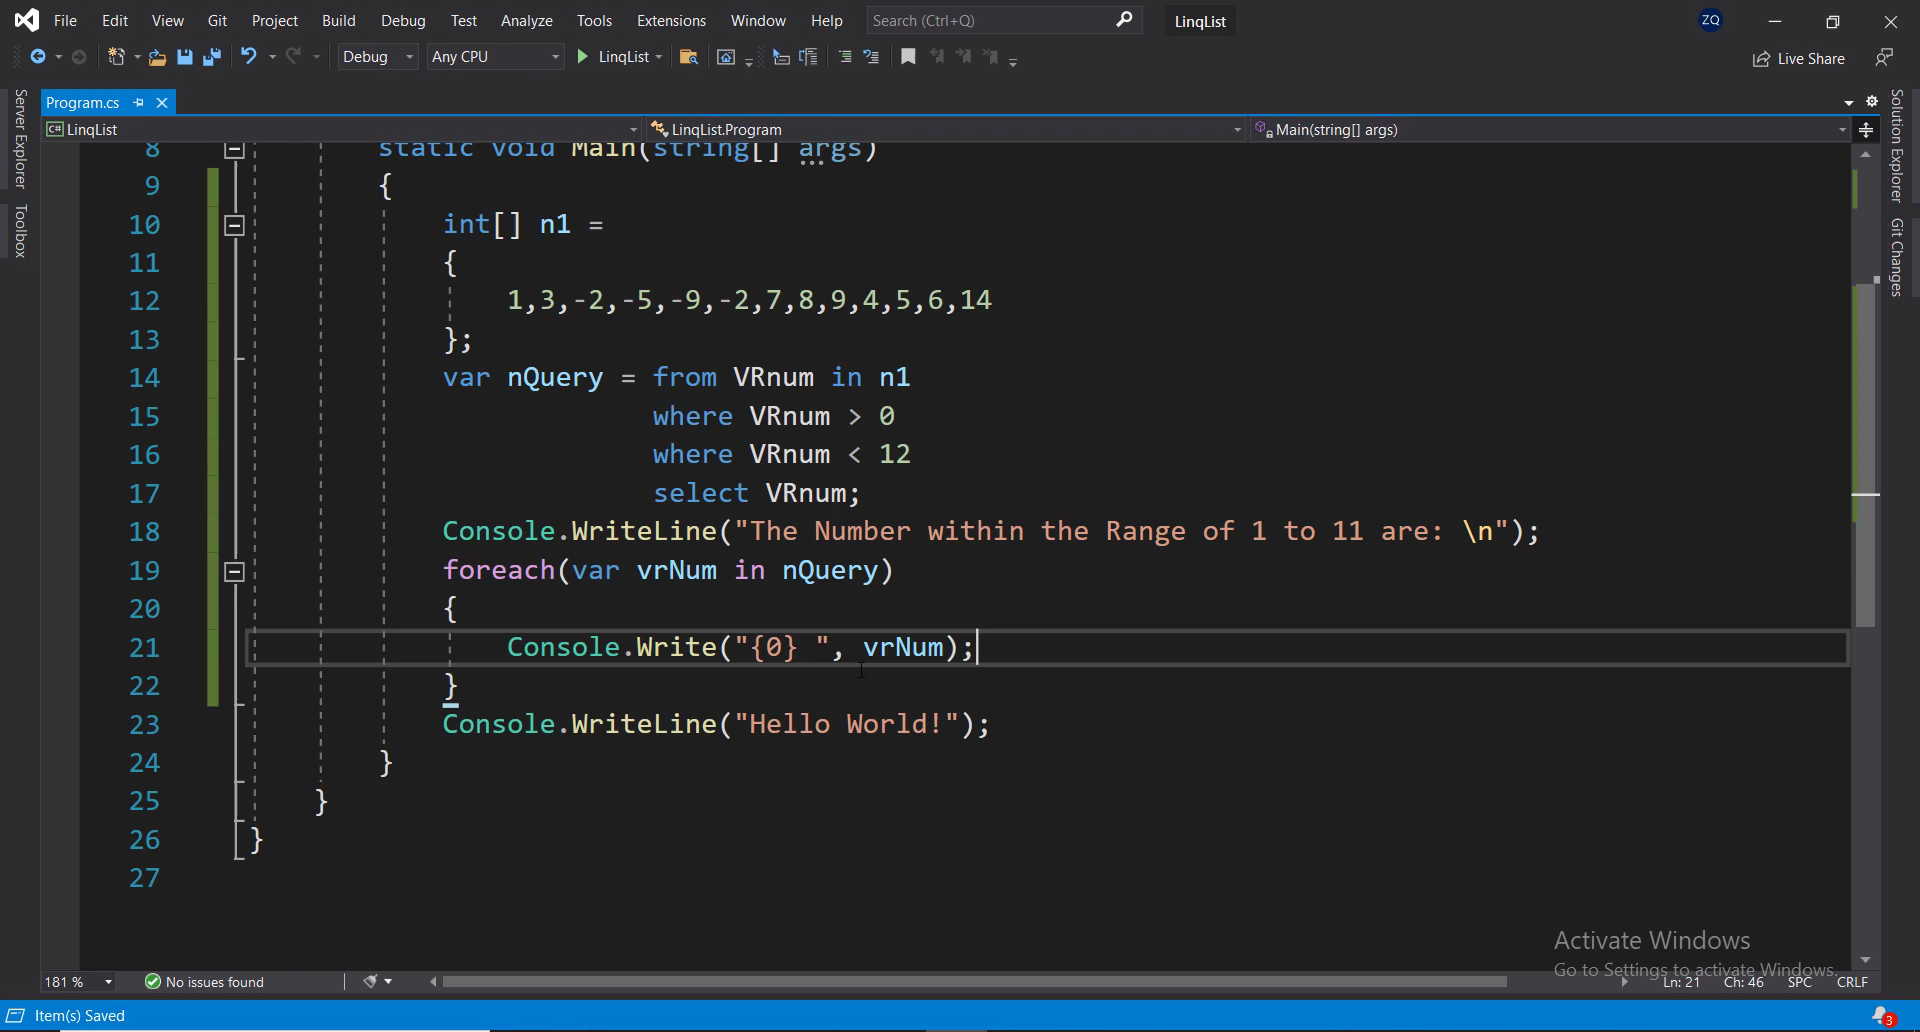 File Edit View Git Project Build Debug Test Analyze Tools Extensions Window Help Search (Ctrl+Q) LinqList ZQ
Debug Any CPU LinqList Live Share
Server Explorer
Toolbox
Program.cs
C# LinqList LinqList.Program Main(string[] args)
8 static void Main(string[] args)
9 {
10 int[] n1 =
11 {
12 1,3,-2,-5,-9,-2,7,8,9,4,5,6,14
13 };
14 var nQuery = from VRnum in n1
15 where VRnum > 0
16 where VRnum < 12
17 select VRnum;
18 Console.WriteLine("The Number within the Range of 1 to 11 are: \n");
19 foreach(var vrNum in nQuery)
20 {
21 Console.Write("{0} ", vrNum);
22 }
23 Console.WriteLine("Hello World!");
24 }
25 }
26 }
27
Solution Explorer
Git Changes
Activate Windows
Go to Settings to activate Windows.
181 % No issues found Ln: 21 Ch: 46 SPC CRLF
Item(s) Saved 3